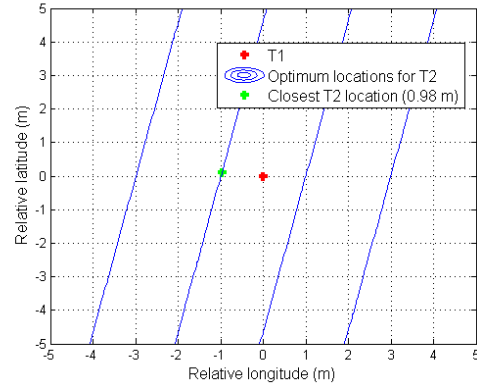 5
4
3
2
1
0
-1
-2
-3
-4
-5
Relative latitude (m)
T1
Optimum locations for T2
Closest T2 location (0.98 m)
-5 -4 -3 -2 -1 0 1 2 3 4 5
Relative longitude (m)